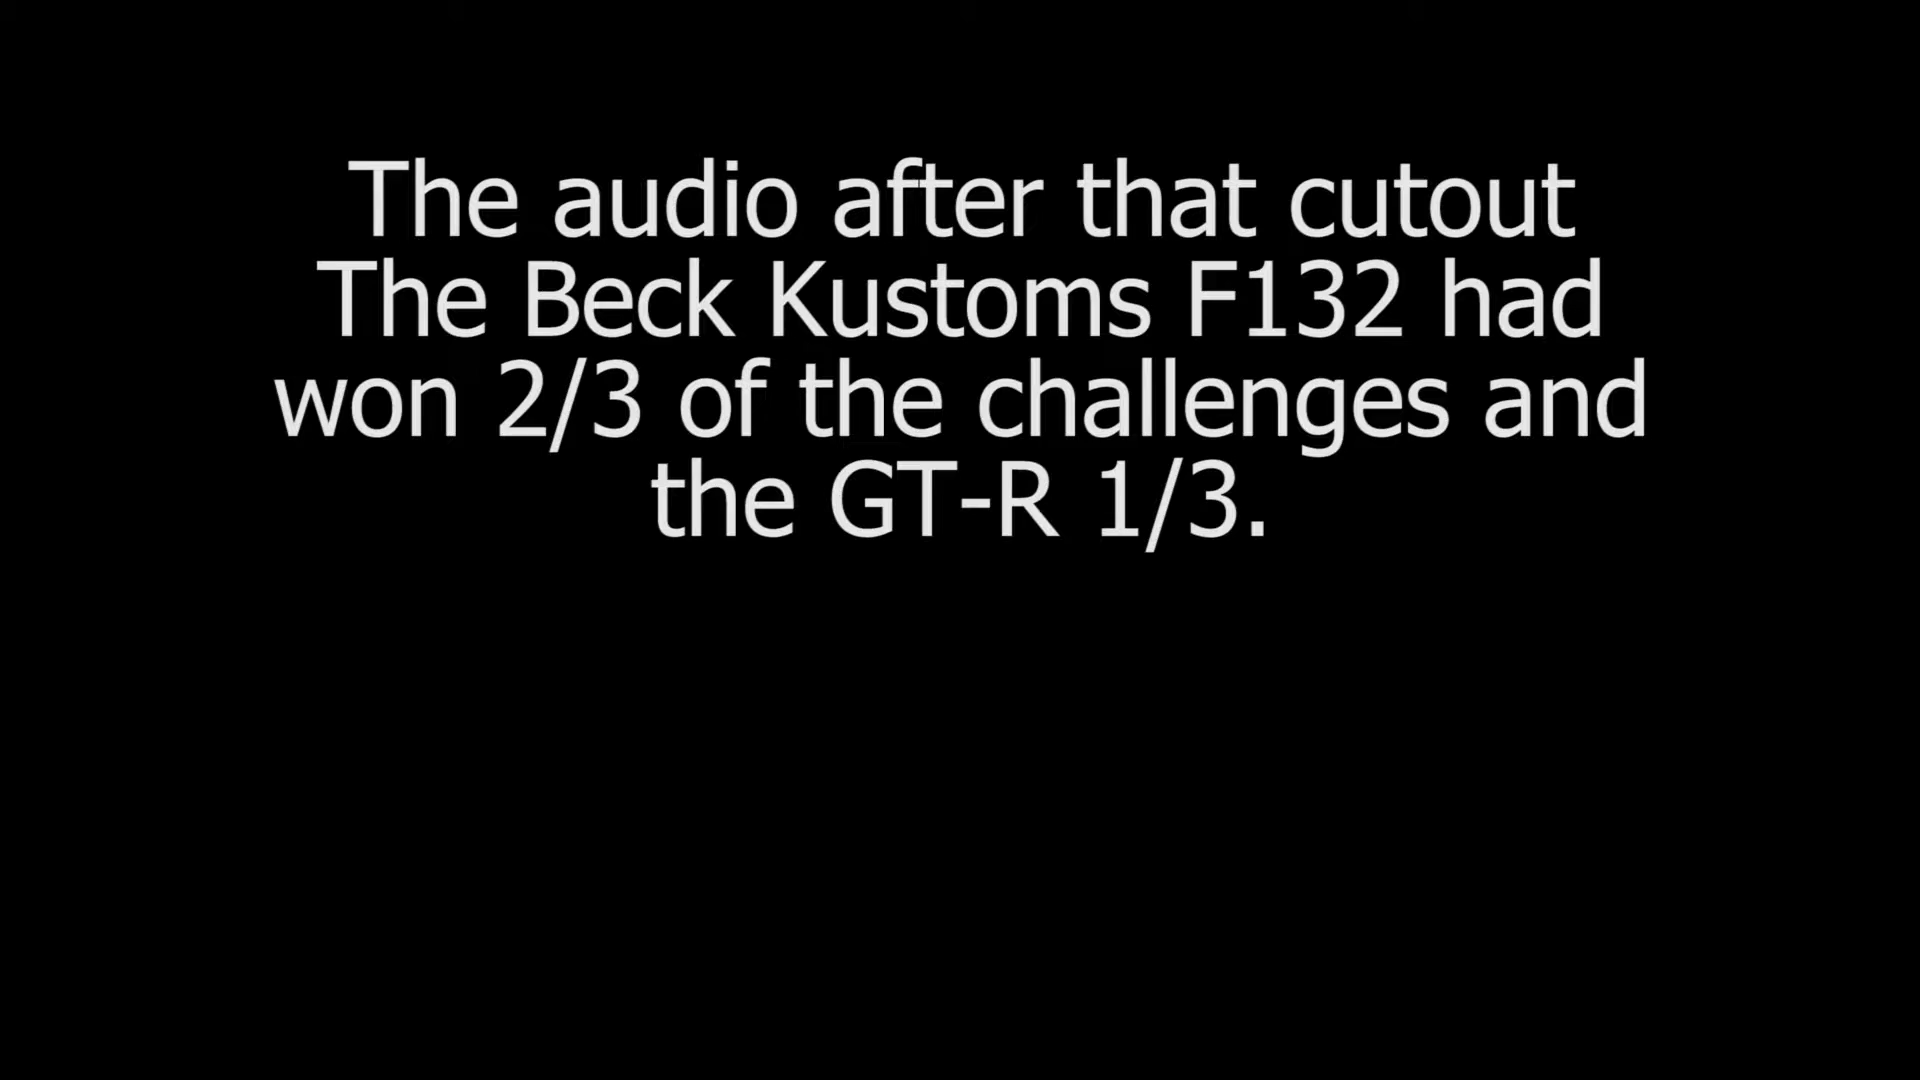 The audio after that cutout
The Beck Kustoms F132 had
won 2/3 of the challenges and
the GT-R 1/3.